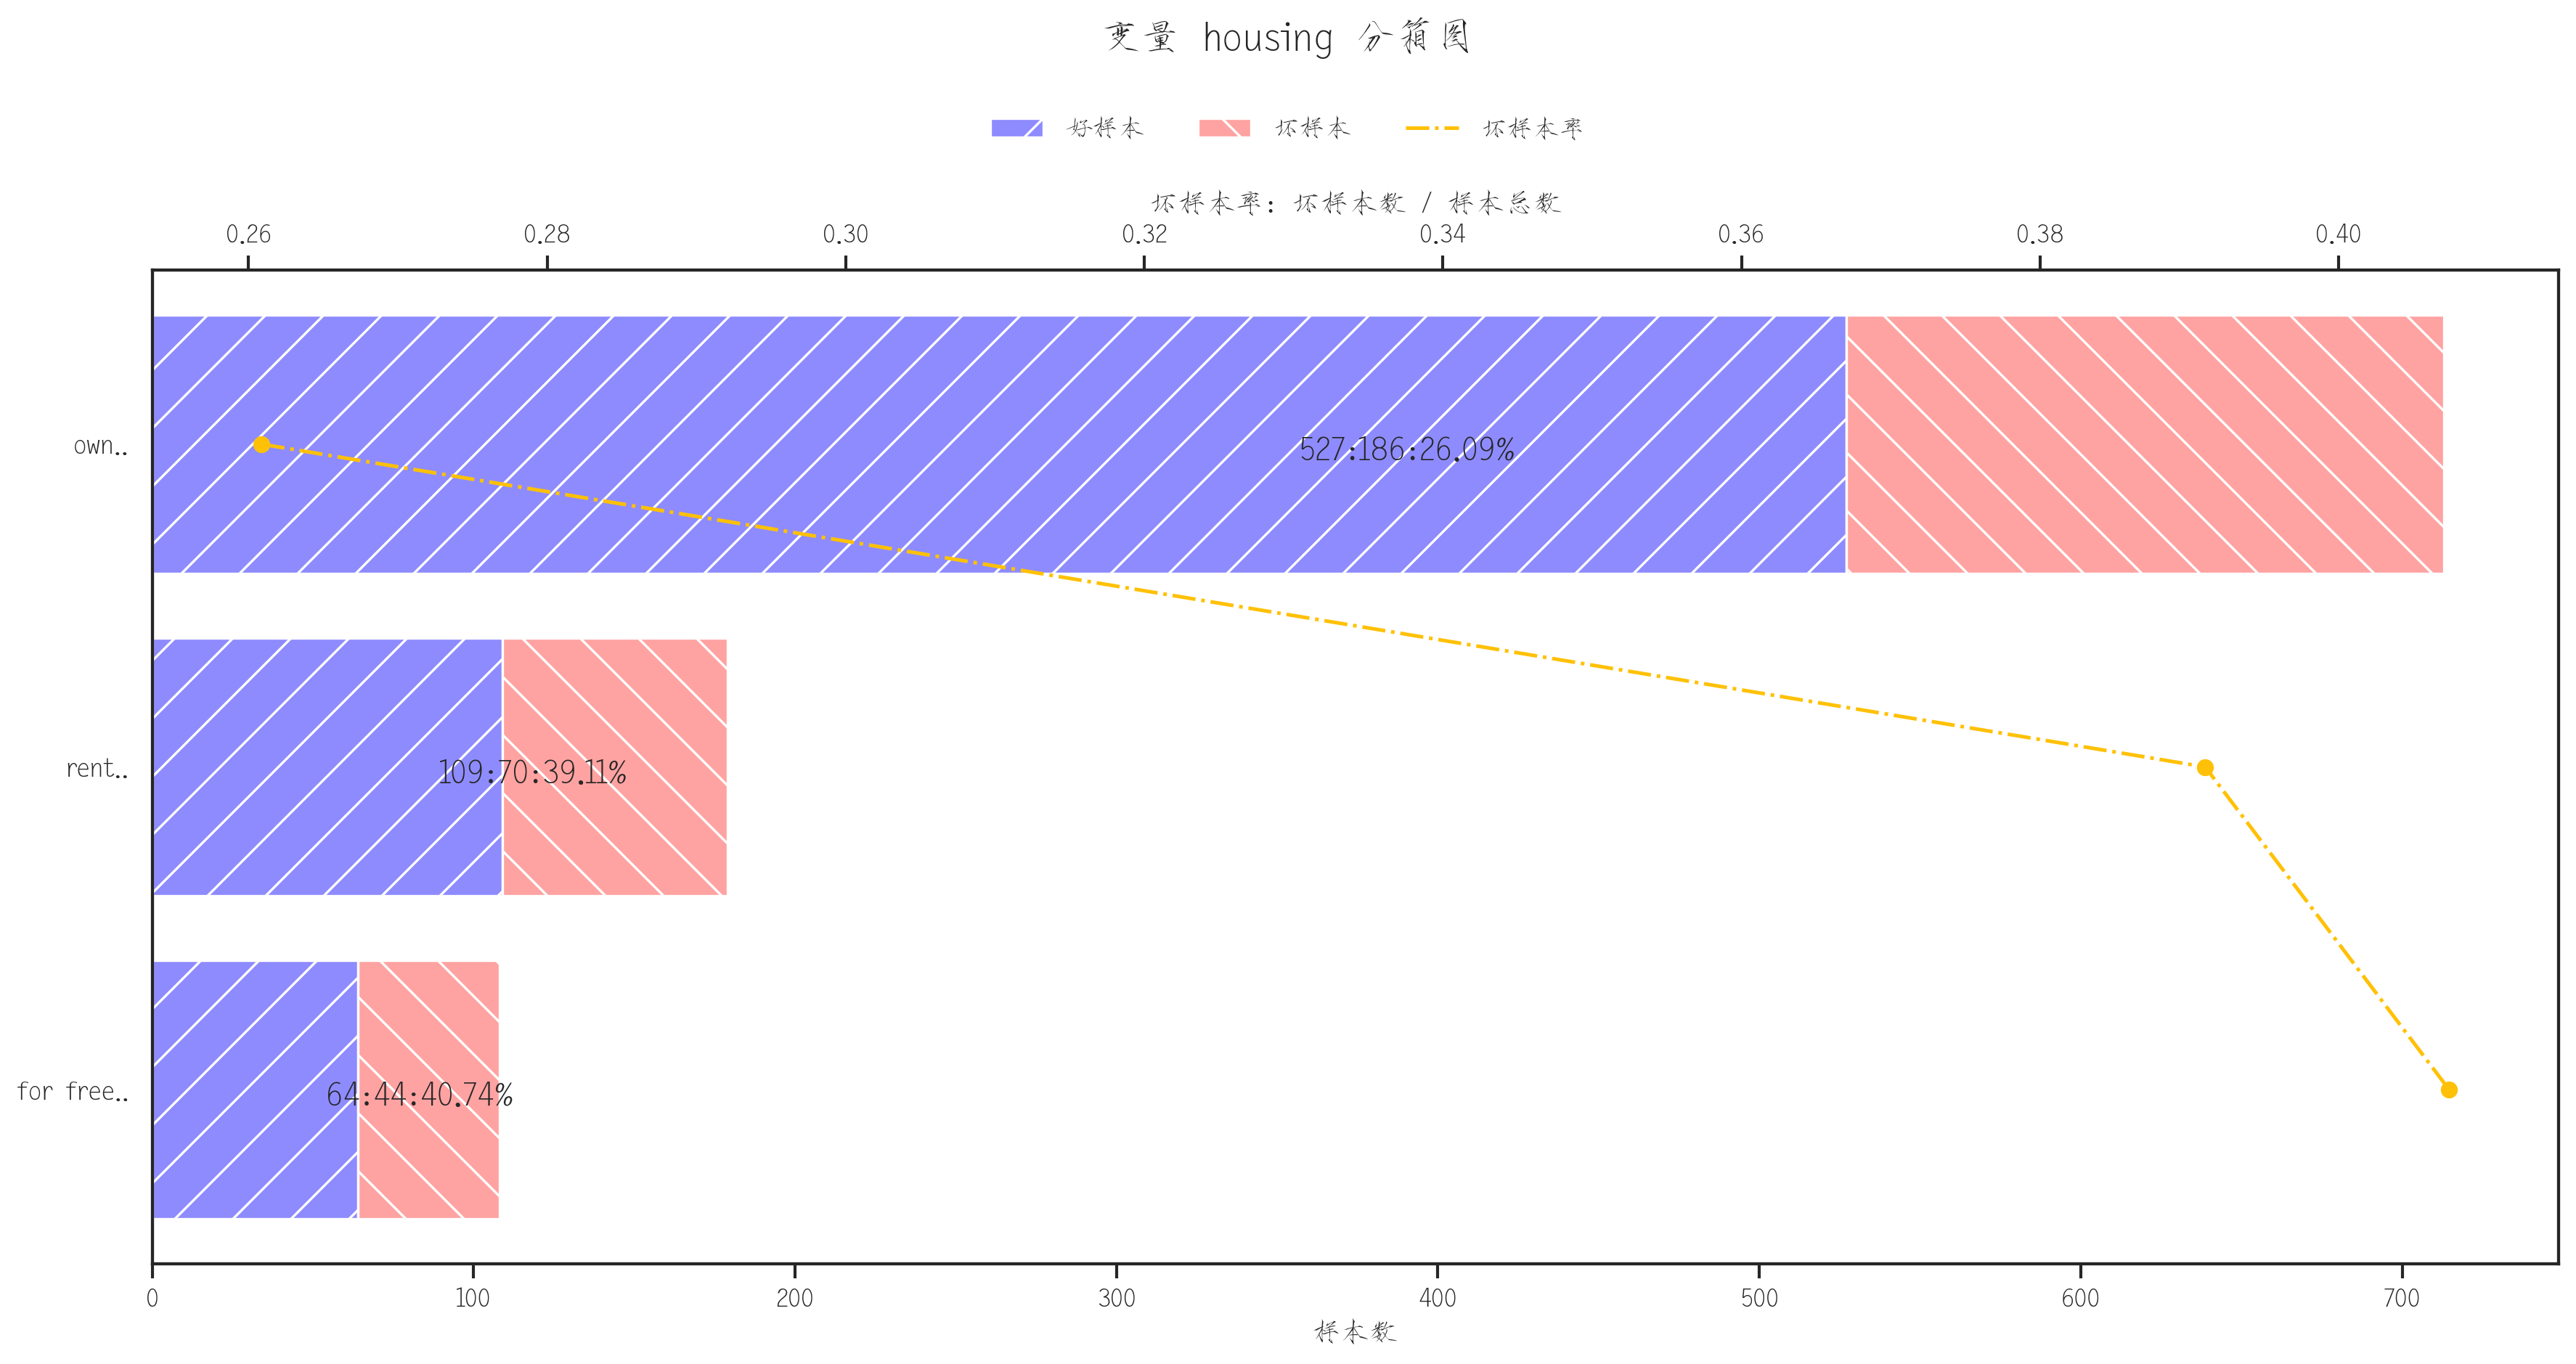 变量 housing 分箱图
好样本 坏样本 坏样本率
坏样本率: 坏样本数 / 样本总数
0.26 0.28 0.30 0.32 0.34 0.36 0.38 0.40
own..
527:186:26.09%
rent..
109:70:39.11%
for free..
64:44:40.74%
0 100 200 300 400 500 600 700
样本数